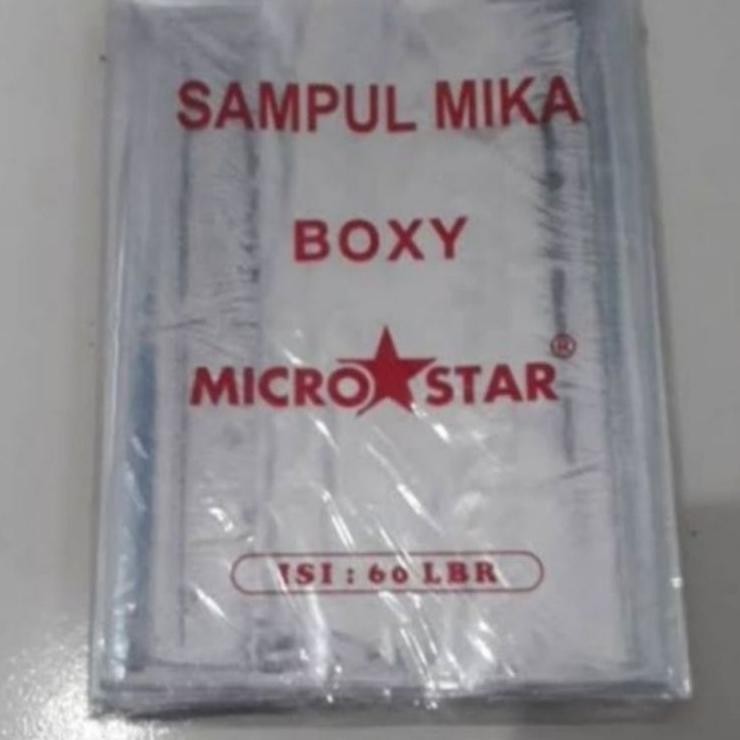 SAMPUL MIKA
BOXY
MICRO STAR ®
ISI : 60 LBR